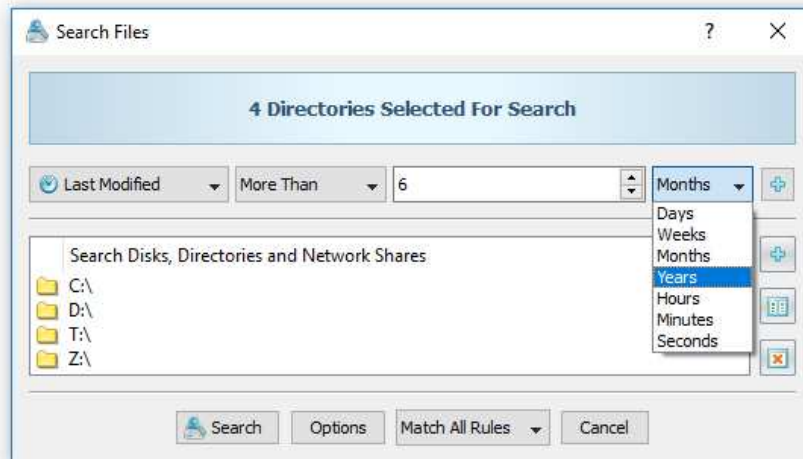 Search Files
?
4 Directories Selected For Search
Last Modified
More Than
6
Months
Days
Weeks
Months
Years
Hours
Minutes
Seconds
Search Disks, Directories and Network Shares
C:\
D:\
T:\
Z:\
Search
Options
Match All Rules
Cancel